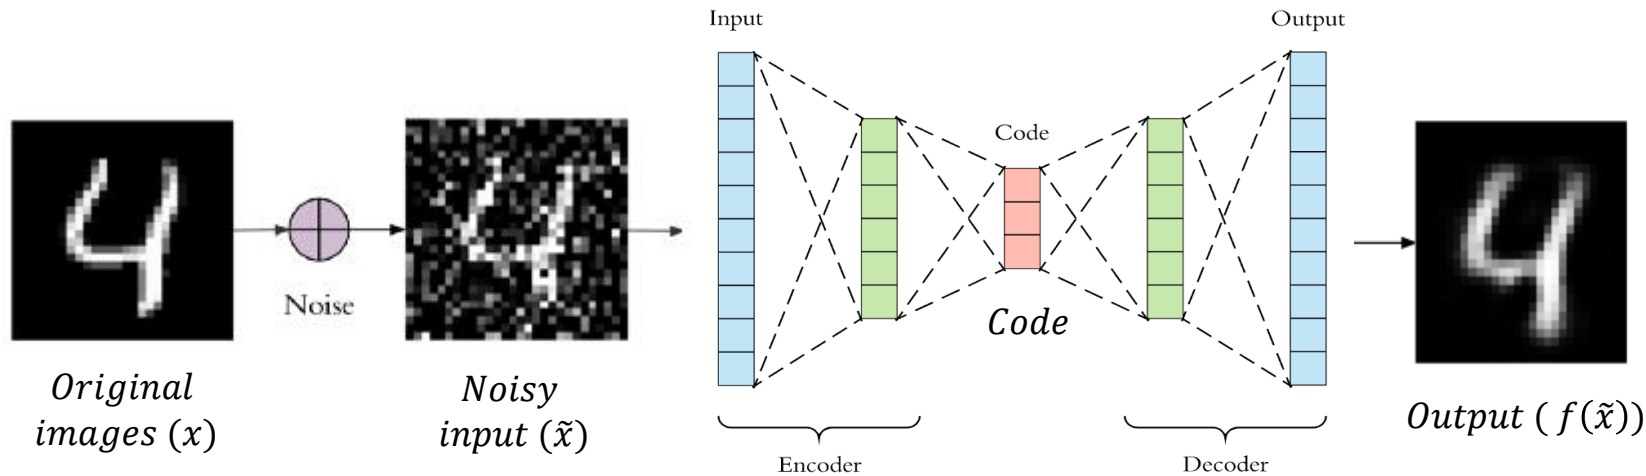 Input
Output
Code
Noise
Code
Original
images (x)
Noisy
input (x̃)
Output ( f(x̃))
Encoder
Decoder